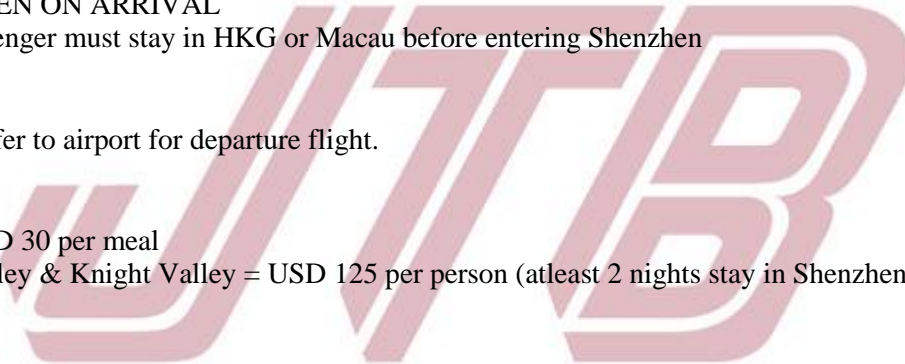 EN ON ARRIVAL
enger must stay in HKG or Macau before entering Shenzhen
fer to airport for departure flight.
D 30 per meal
ley & Knight Valley = USD 125 per person (atleast 2 nights stay in Shenzhen
JTB